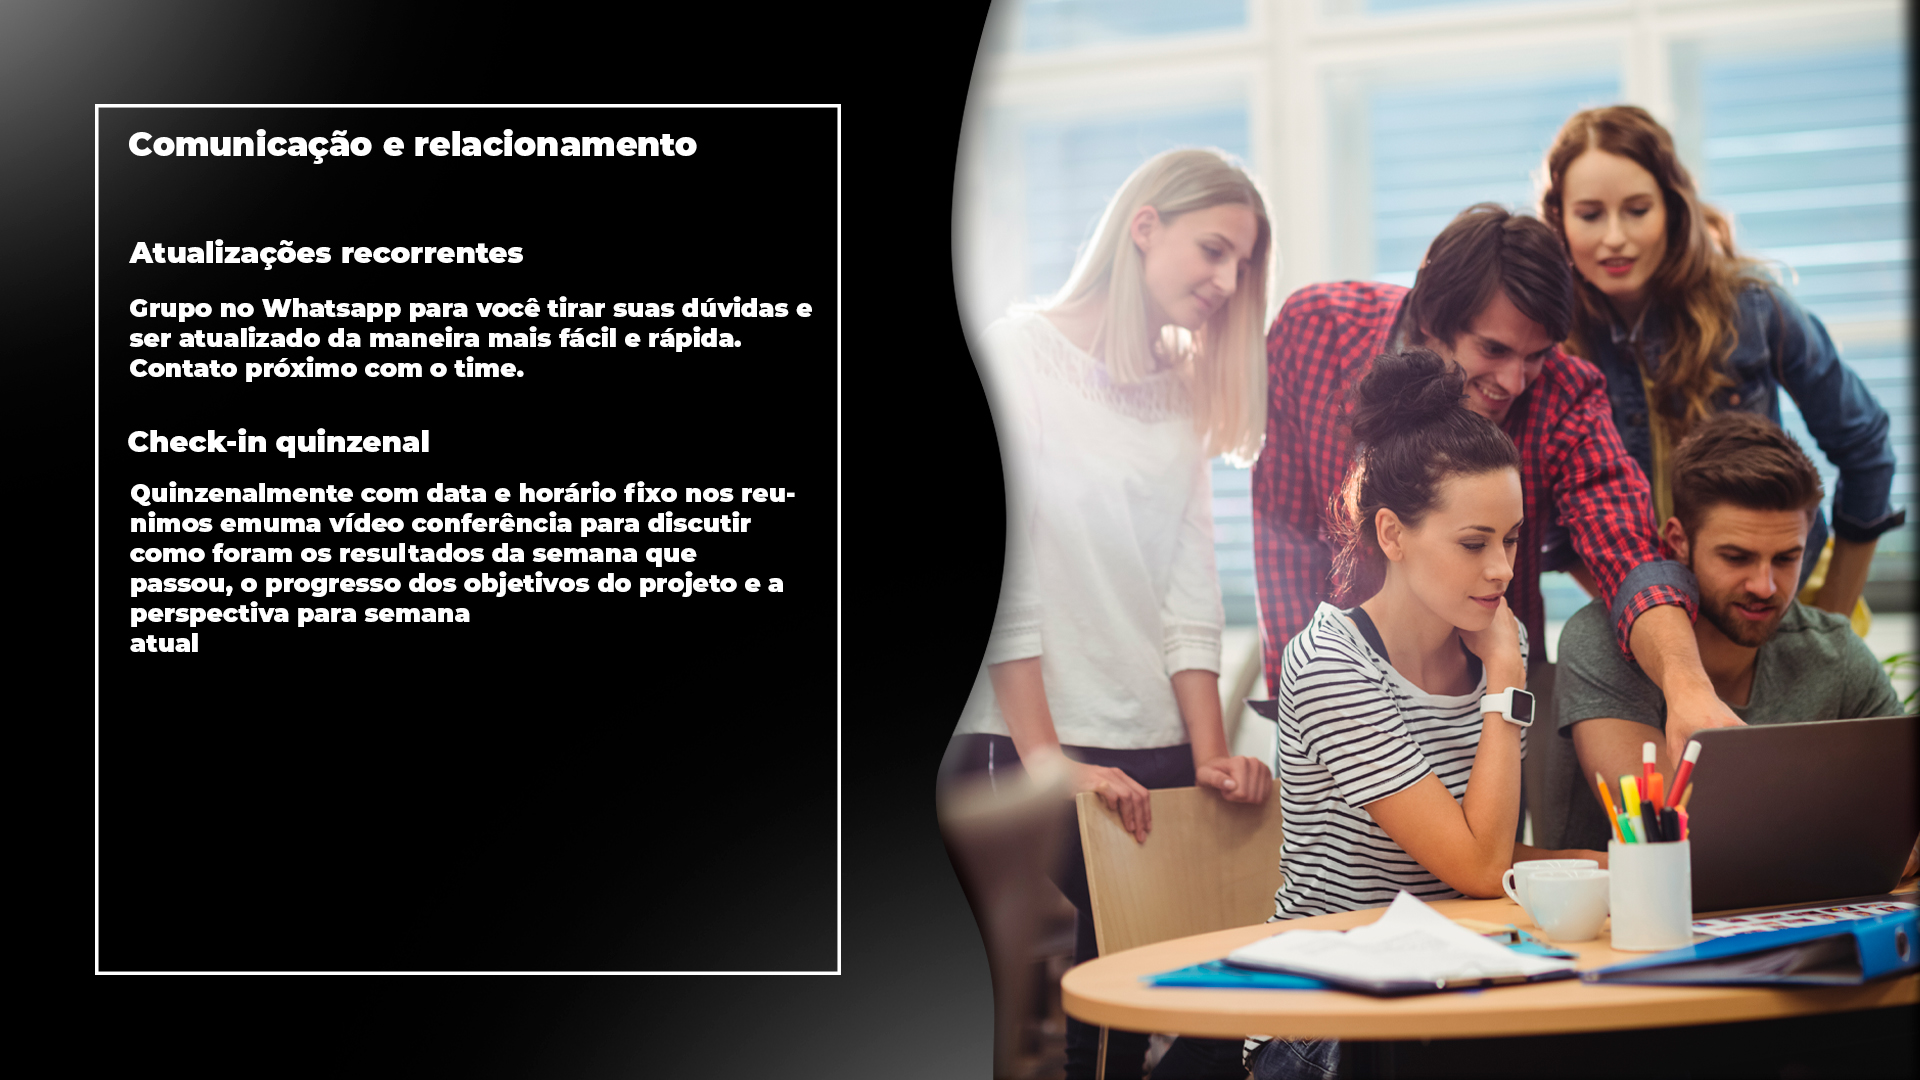 Comunicação e relacionamento
Atualizações recorrentes
Grupo no Whatsapp para você tirar suas dúvidas e
ser atualizado da maneira mais fácil e rápida.
Contato próximo com o time.
Check-in quinzenal
Quinzenalmente com data e horário fixo nos reu-
nimos emuma vídeo conferência para discutir
como foram os resultados da semana que
passou, o progresso dos objetivos do projeto e a
perspectiva para semana
atual